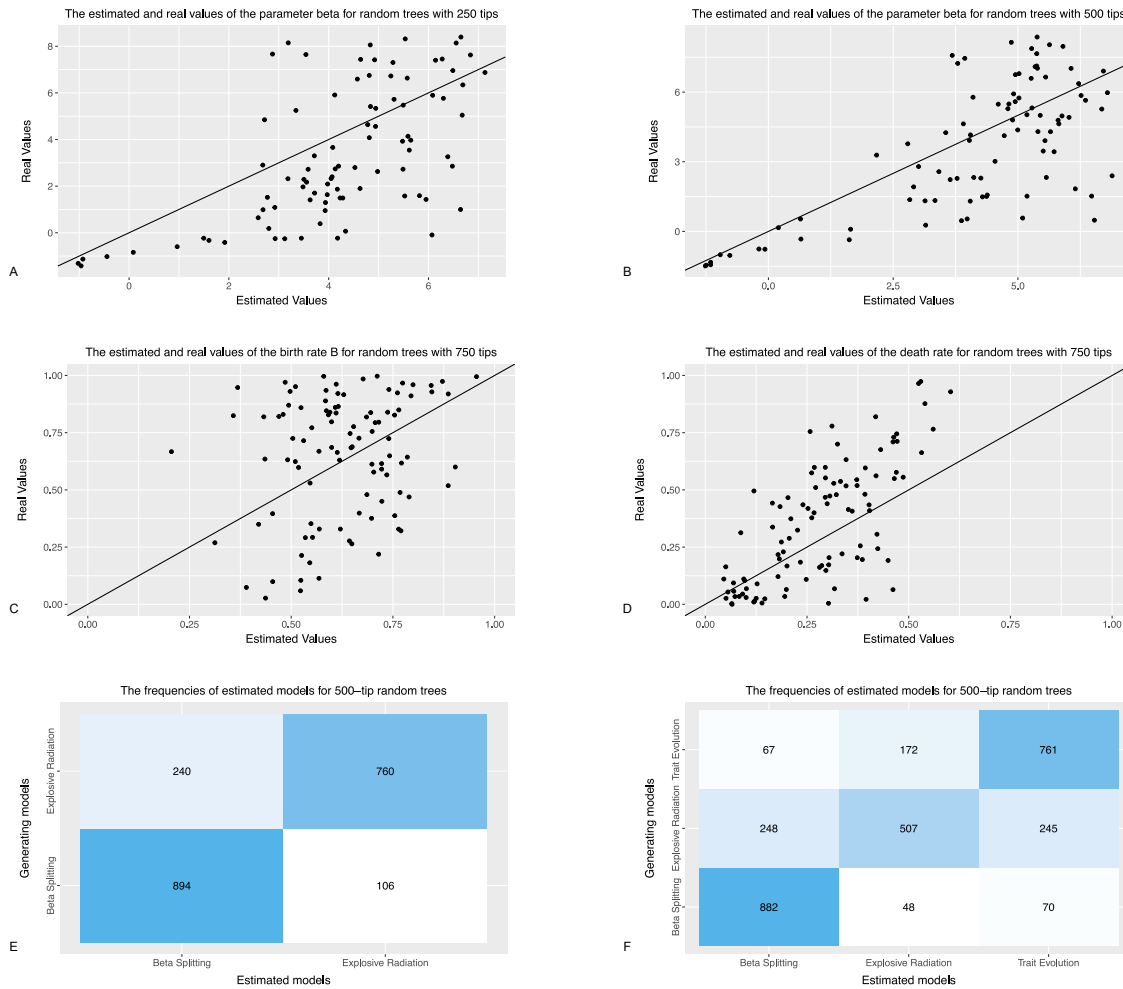 The estimated and real values of the parameter beta for random trees with 250 tips
8
6
4
2
0
Real Values
0
2
4
6
Estimated Values
A
The estimated and real values of the parameter beta for random trees with 500 tips
9
6
3
0
Real Values
0.0
2.5
5.0
Estimated Values
B
The estimated and real values of the birth rate B for random trees with 750 tips
1.00
0.75
0.50
0.25
0.00
Real Values
0.00
0.25
0.50
0.75
1.00
Estimated Values
C
The estimated and real values of the death rate for random trees with 750 tips
1.00
0.75
0.50
0.25
0.00
Real Values
0.00
0.25
0.50
0.75
1.00
Estimated Values
D
The frequencies of estimated models for 500–tip random trees
Generating models
Explosive Radiation
240
760
Beta Splitting
894
106
Beta Splitting
Explosive Radiation
Estimated models
E
The frequencies of estimated models for 500–tip random trees
Generating models
Trait Evolution
67
172
761
Explosive Radiation
248
507
245
Beta Splitting
882
48
70
Beta Splitting
Explosive Radiation
Trait Evolution
Estimated models
F